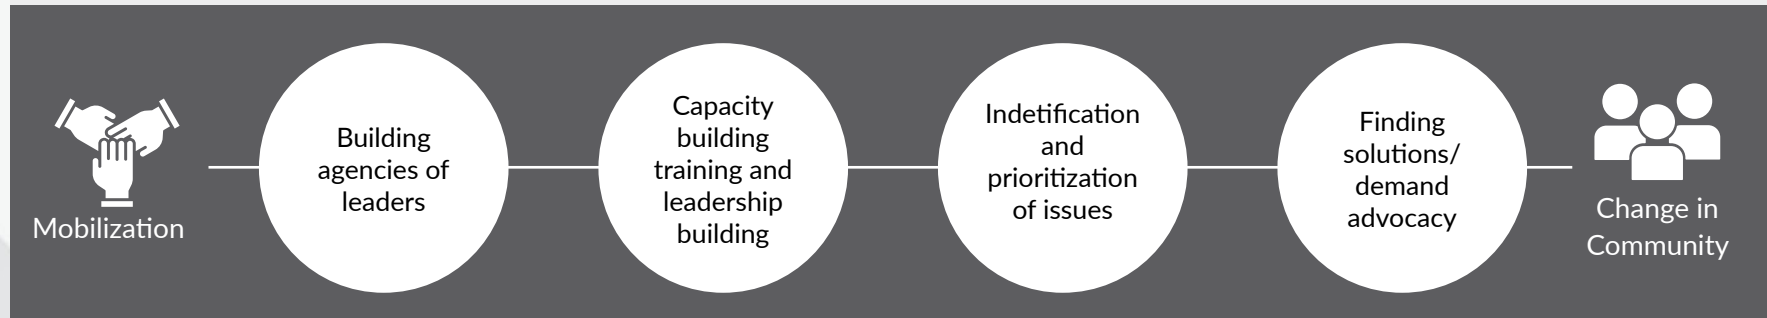 Mobilization
Building
agencies of
leaders
Capacity
building
training and
leadership
building
Indetification
and
prioritization
of issues
Finding
solutions/
demand
advocacy
Change in
Community